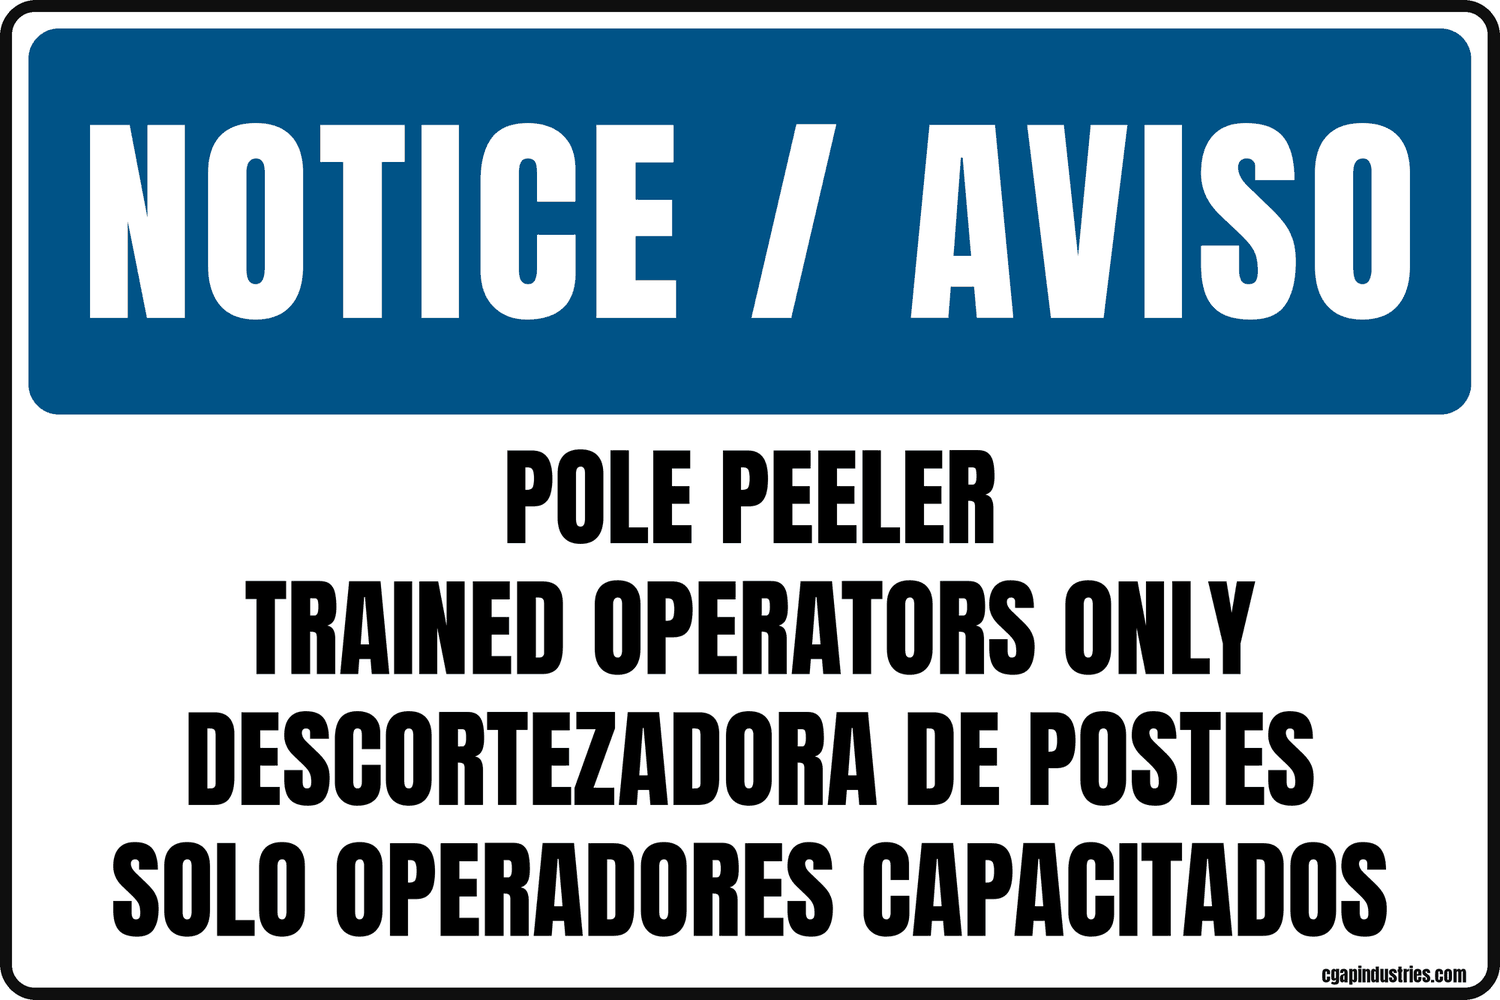 NOTICE / AVISO
POLE PEELER
TRAINED OPERATORS ONLY
DESCORTEZADORA DE POSTES
SOLO OPERADORES CAPACITADOS
cgapindustries.com